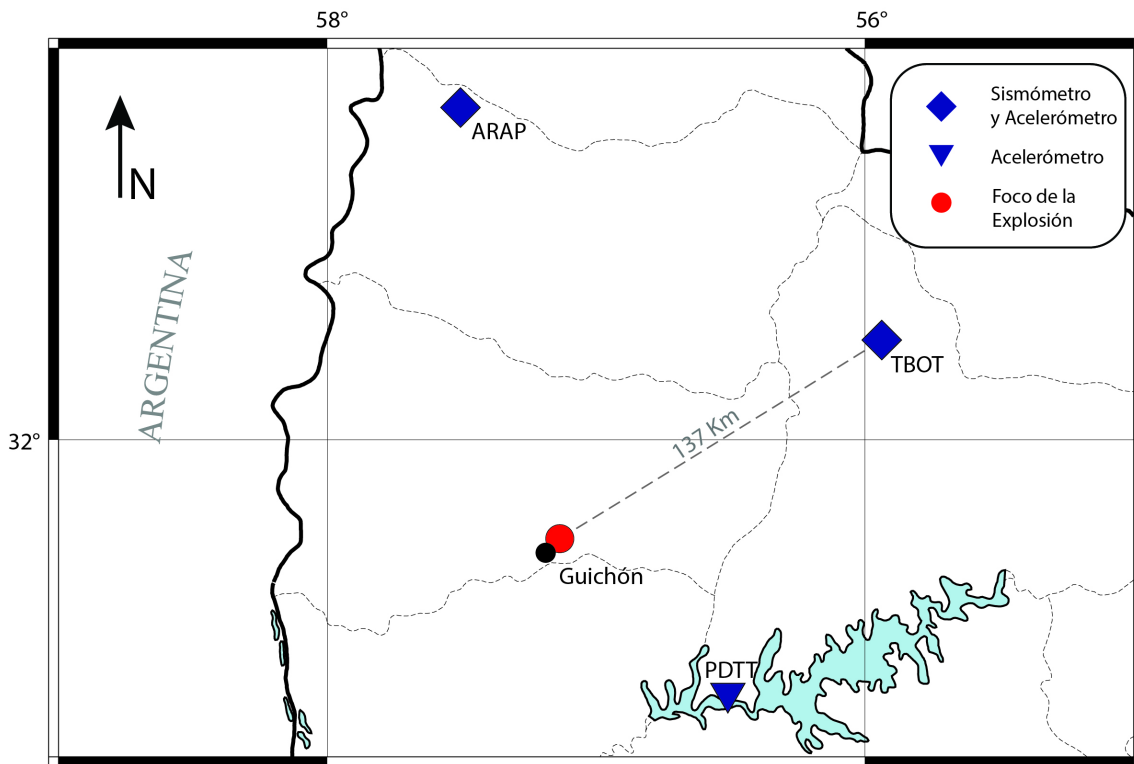 58°
56°
ARAP
Sismómetro
y Acelerómetro
Acelerómetro
Foco de la
Explosión
N
ARGENTINA
TBOT
137 Km
32°
Guichón
PDTT